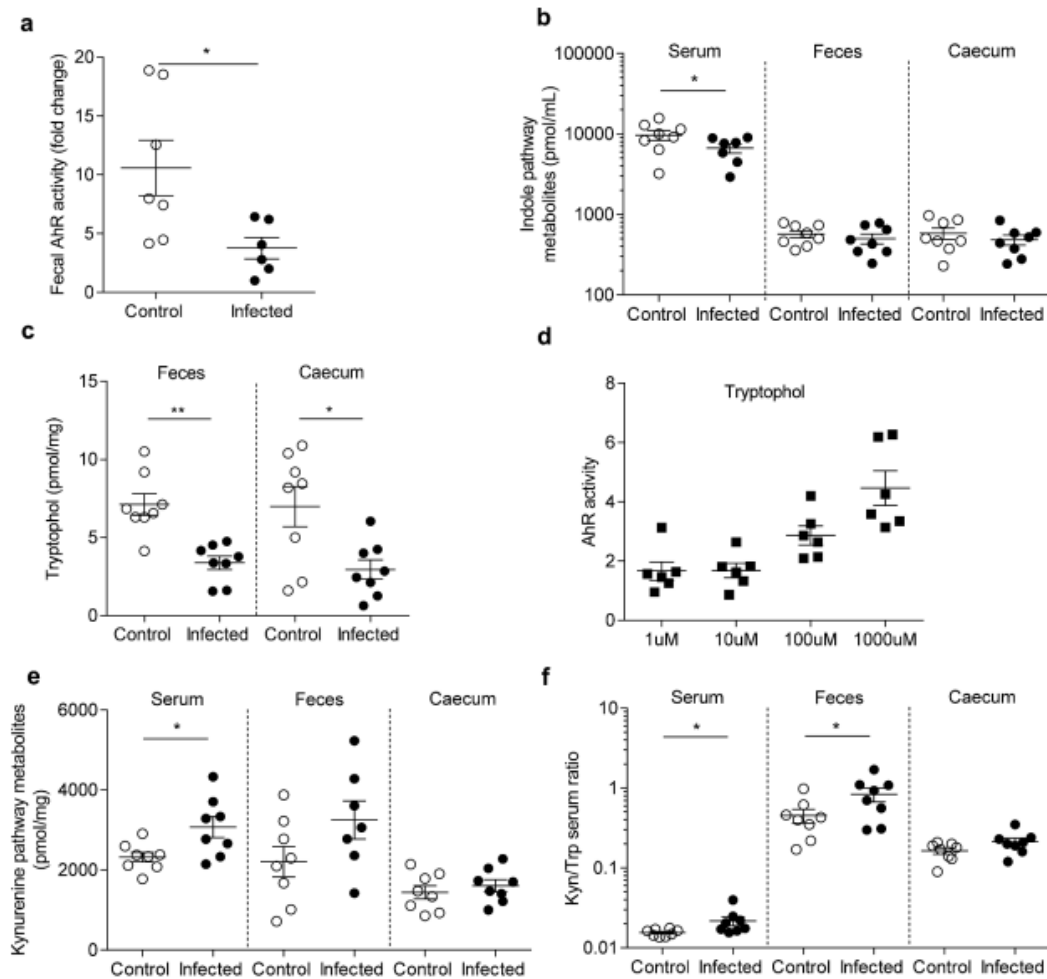 a
Fecal AhR activity (fold change)
20
15
10
5
0
*
Control Infected
b
Indole pathway
metabolites (pmol/mL)
100000
10000
1000
100
Serum Feces Caecum
*
Control Infected Control Infected Control Infected
c
Tryptophol (pmol/mg)
15
10
5
0
Feces Caecum
** *
Control Infected Control Infected
d
AhR activity
8
6
4
2
0
Tryptophol
1uM 10uM 100uM 1000uM
e
Kynurenine pathway metabolites
(pmol/mg)
6000
4000
2000
0
Serum Feces Caecum
*
Control Infected Control Infected Control Infected
f
Kyn/Trp serum ratio
10
1
0.1
0.01
Serum Feces Caecum
* *
Control Infected Control Infected Control Infected